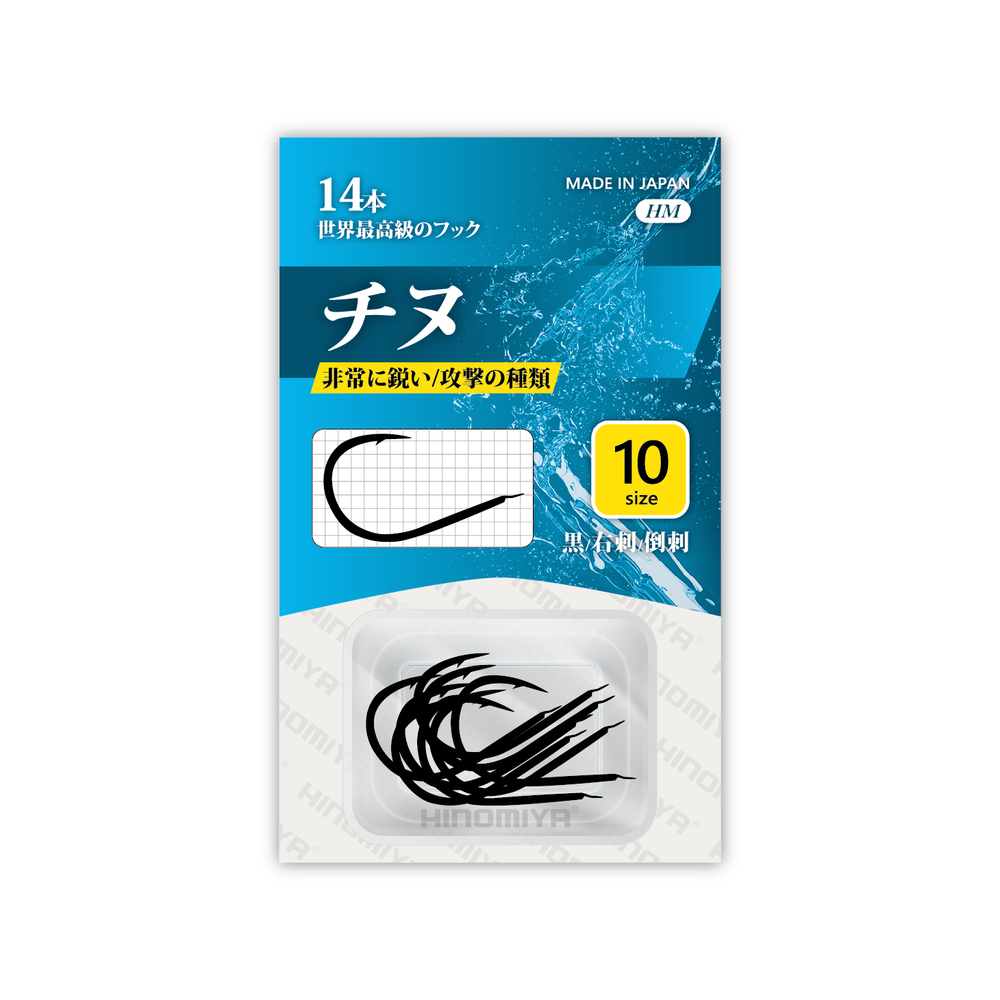 14本
世界最高級のフック
MADE IN JAPAN
HM
チヌ
非常に鋭い/攻撃の種類
10
size
黒/右刺/倒刺
HINOMIYA®